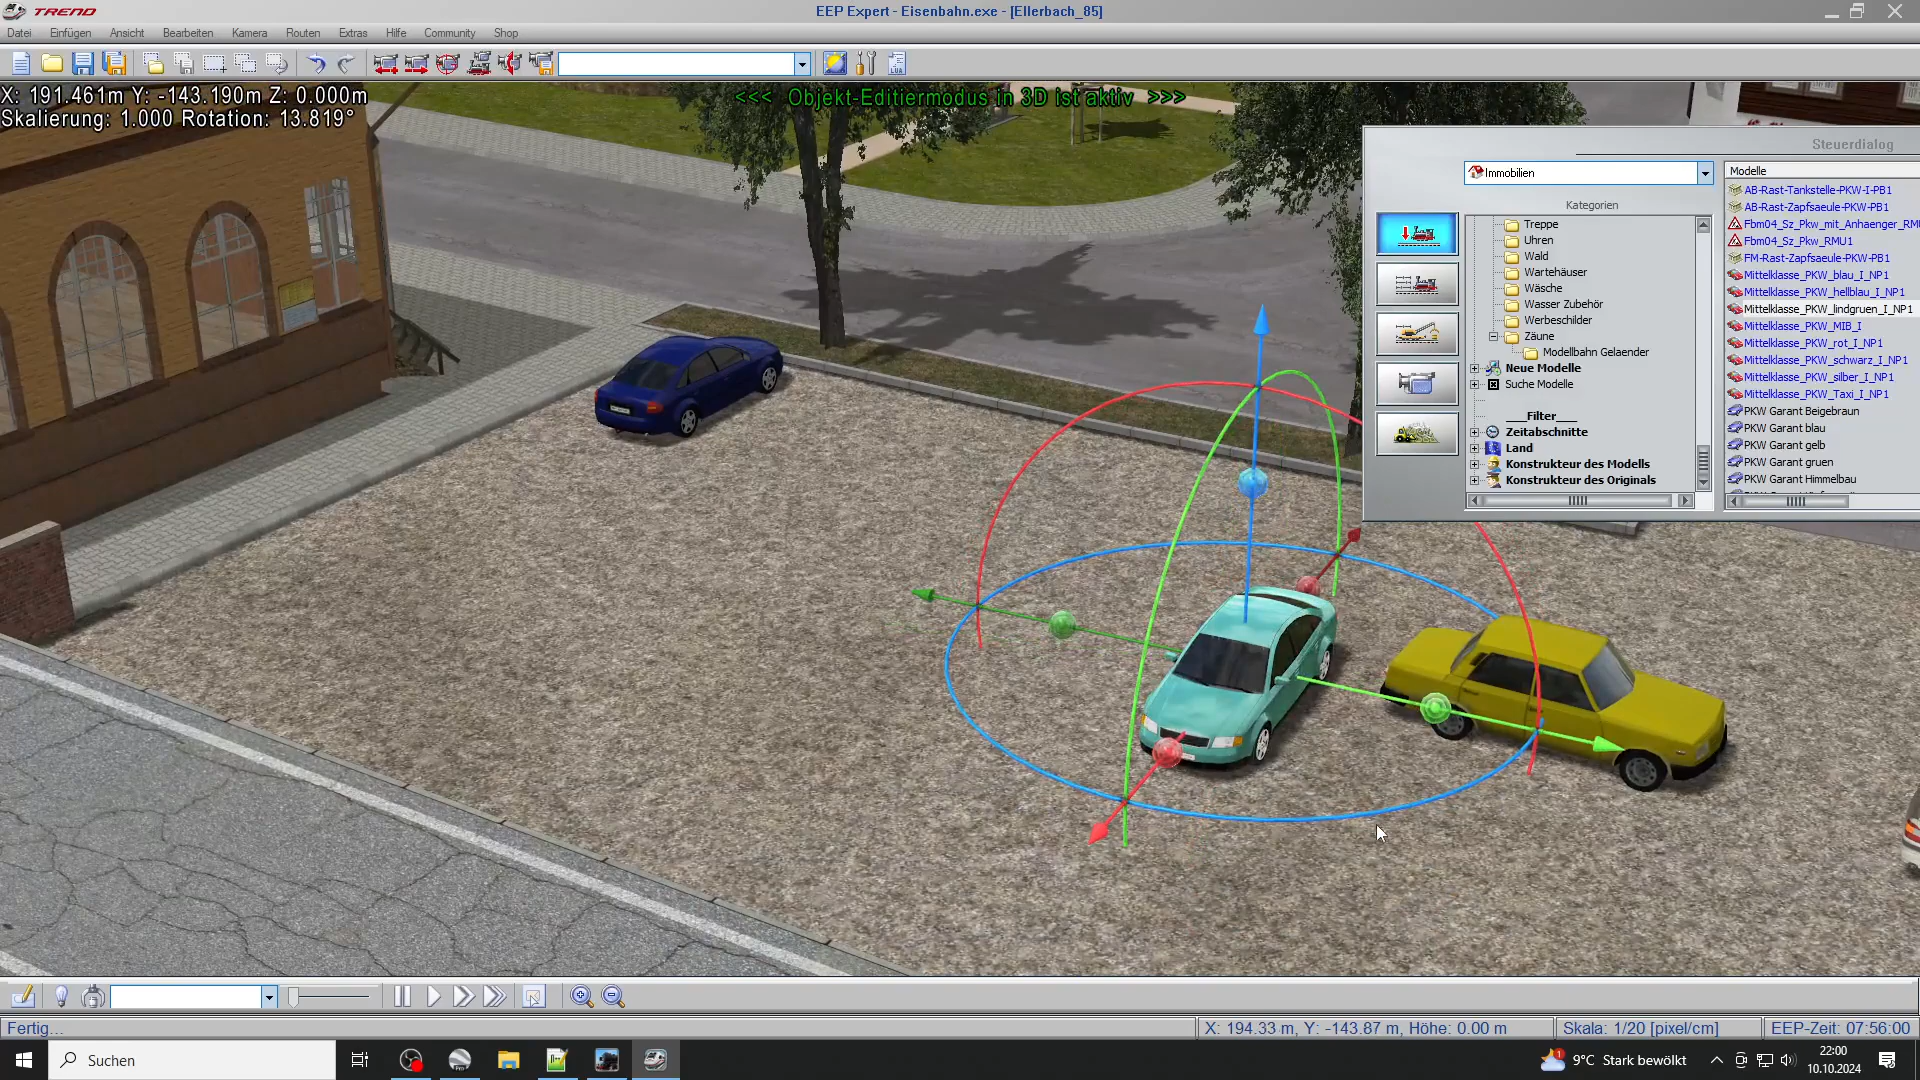 TREND
EEP Expert - Eisenbahn.exe - [Ellerbach_85]
Datei Einfügen Ansicht Bearbeiten Kamera Routen Extras Hilfe Community Shop
LUA
X: 191.461m Y: -143.190m Z: 0.000m
Skalierung: 1.000 Rotation: 13.819°
<<< Objekt-Editiermodus in 3D ist aktiv >>>
Steuerdialog
Immobilien
Kategorien
Treppe
Uhren
Wald
Wartehäuser
Wäsche
Wasser Zubehör
Werbeschilder
Zäune
Modellbahn Gelaender
Neue Modelle
Suche Modelle
___Filter___
Zeitabschnitte
Land
Konstrukteur des Modells
Konstrukteur des Originals
Modelle
AB-Rast-Tankstelle-PKW-I-PB1
AB-Rast-Zapfsaeule-PKW-PB1
Fbm04_Sz_Pkw_mit_Anhaenger_RMU
Fbm04_Sz_Pkw_RMU1
FM-Rast-Zapfsaeule-PKW-PB1
Mittelklasse_PKW_blau_I_NP1
Mittelklasse_PKW_hellblau_I_NP1
Mittelklasse_PKW_lindgruen_I_NP1
Mittelklasse_PKW_MIB_I
Mittelklasse_PKW_rot_I_NP1
Mittelklasse_PKW_schwarz_I_NP1
Mittelklasse_PKW_silber_I_NP1
Mittelklasse_PKW_Taxi_I_NP1
PKW Garant Beigebraun
PKW Garant blau
PKW Garant gelb
PKW Garant gruen
PKW Garant Himmelbau
Fertig...
X: 194.33 m, Y: -143.87 m, Höhe: 0.00 m
Skala: 1/20 [pixel/cm]
EEP-Zeit: 07:56:00
Suchen
1
9°C Stark bewölkt
22:00
10.10.2024